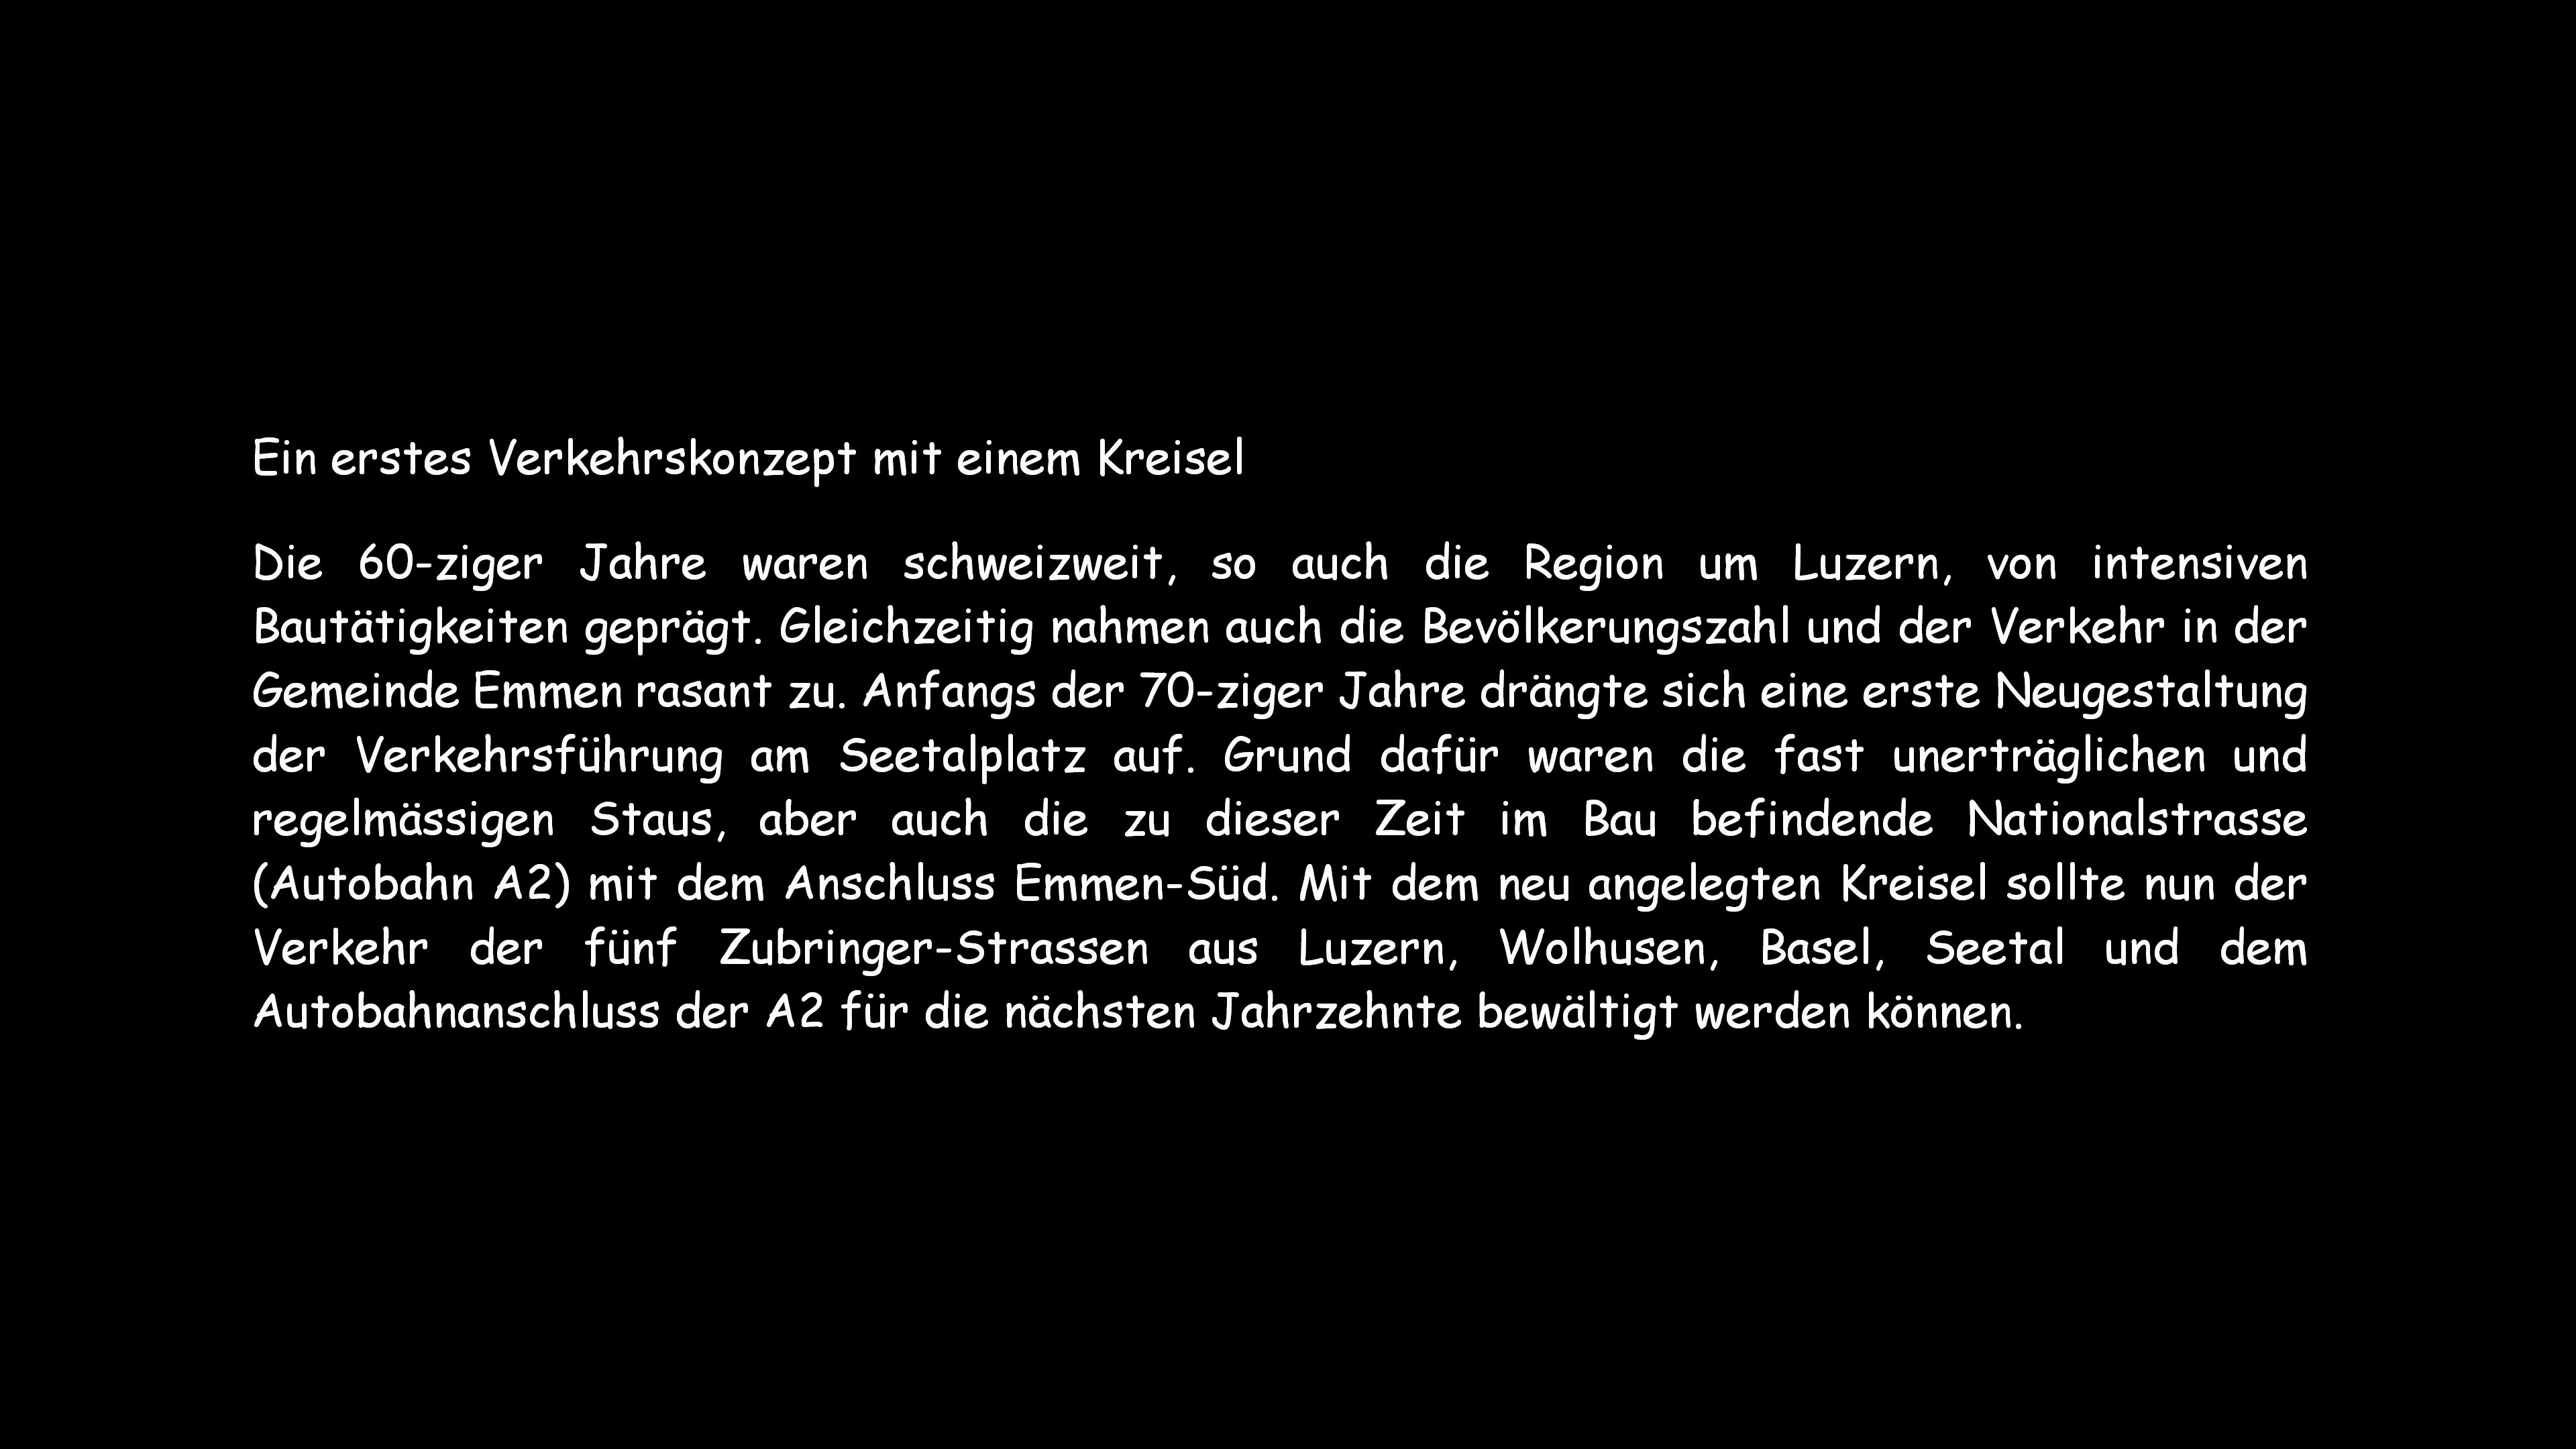 Ein erstes Verkehrskonzept mit einem Kreisel
Die 60-ziger Jahre waren schweizweit, so auch die Region um Luzern, von intensiven
Bautätigkeiten geprägt. Gleichzeitig nahmen auch die Bevölkerungszahl und der Verkehr in der
Gemeinde Emmen rasant zu. Anfangs der 70-ziger Jahre drängte sich eine erste Neugestaltung
der Verkehrsführung am Seetalplatz auf. Grund dafür waren die fast unerträglichen und
regelmässigen Staus, aber auch die zu dieser Zeit im Bau befindende Nationalstrasse
(Autobahn A2) mit dem Anschluss Emmen-Süd. Mit dem neu angelegten Kreisel sollte nun der
Verkehr der fünf Zubringer-Strassen aus Luzern, Wolhusen, Basel, Seetal und dem
Autobahnanschluss der A2 für die nächsten Jahrzehnte bewältigt werden können.